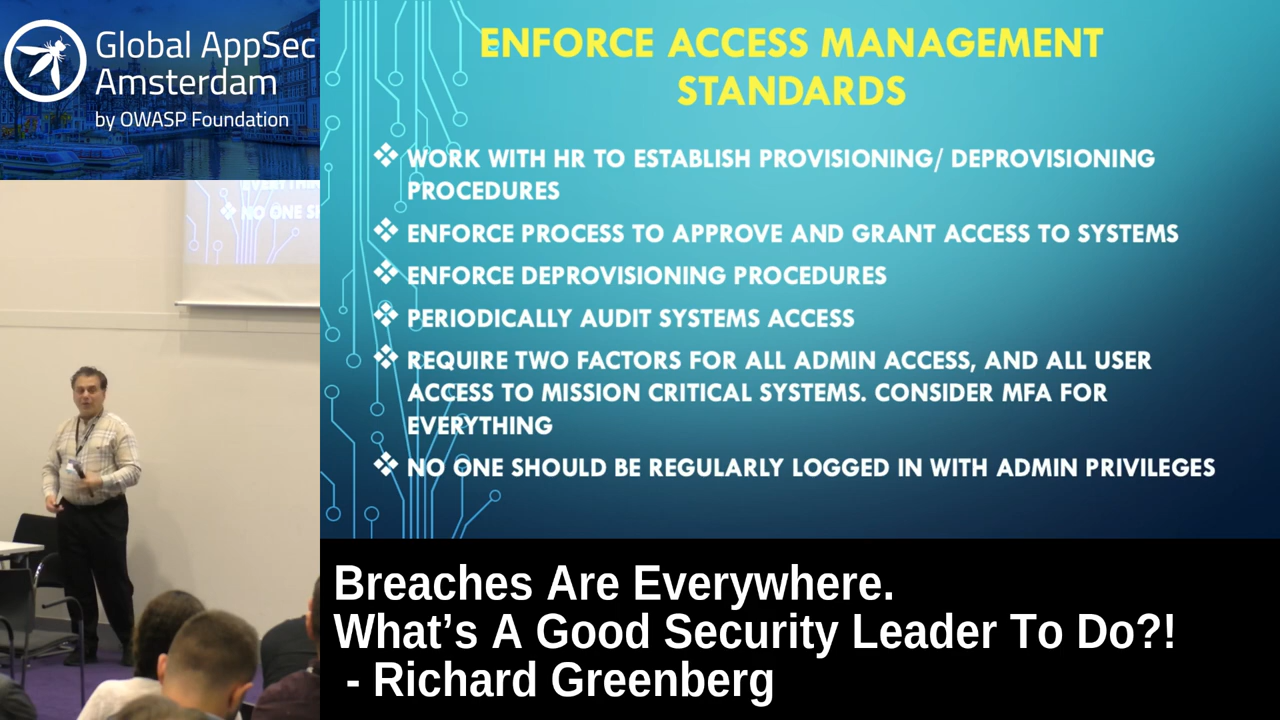 Global AppSec
Amsterdam
by OWASP Foundation
ENFORCE ACCESS MANAGEMENT
STANDARDS
❖ WORK WITH HR TO ESTABLISH PROVISIONING/ DEPROVISIONING
PROCEDURES
❖ ENFORCE PROCESS TO APPROVE AND GRANT ACCESS TO SYSTEMS
❖ ENFORCE DEPROVISIONING PROCEDURES
❖ PERIODICALLY AUDIT SYSTEMS ACCESS
❖ REQUIRE TWO FACTORS FOR ALL ADMIN ACCESS, AND ALL USER
ACCESS TO MISSION CRITICAL SYSTEMS. CONSIDER MFA FOR
EVERYTHING
❖ NO ONE SHOULD BE REGULARLY LOGGED IN WITH ADMIN PRIVILEGES
❖ NO ONE
Breaches Are Everywhere.
What’s A Good Security Leader To Do?!
- Richard Greenberg